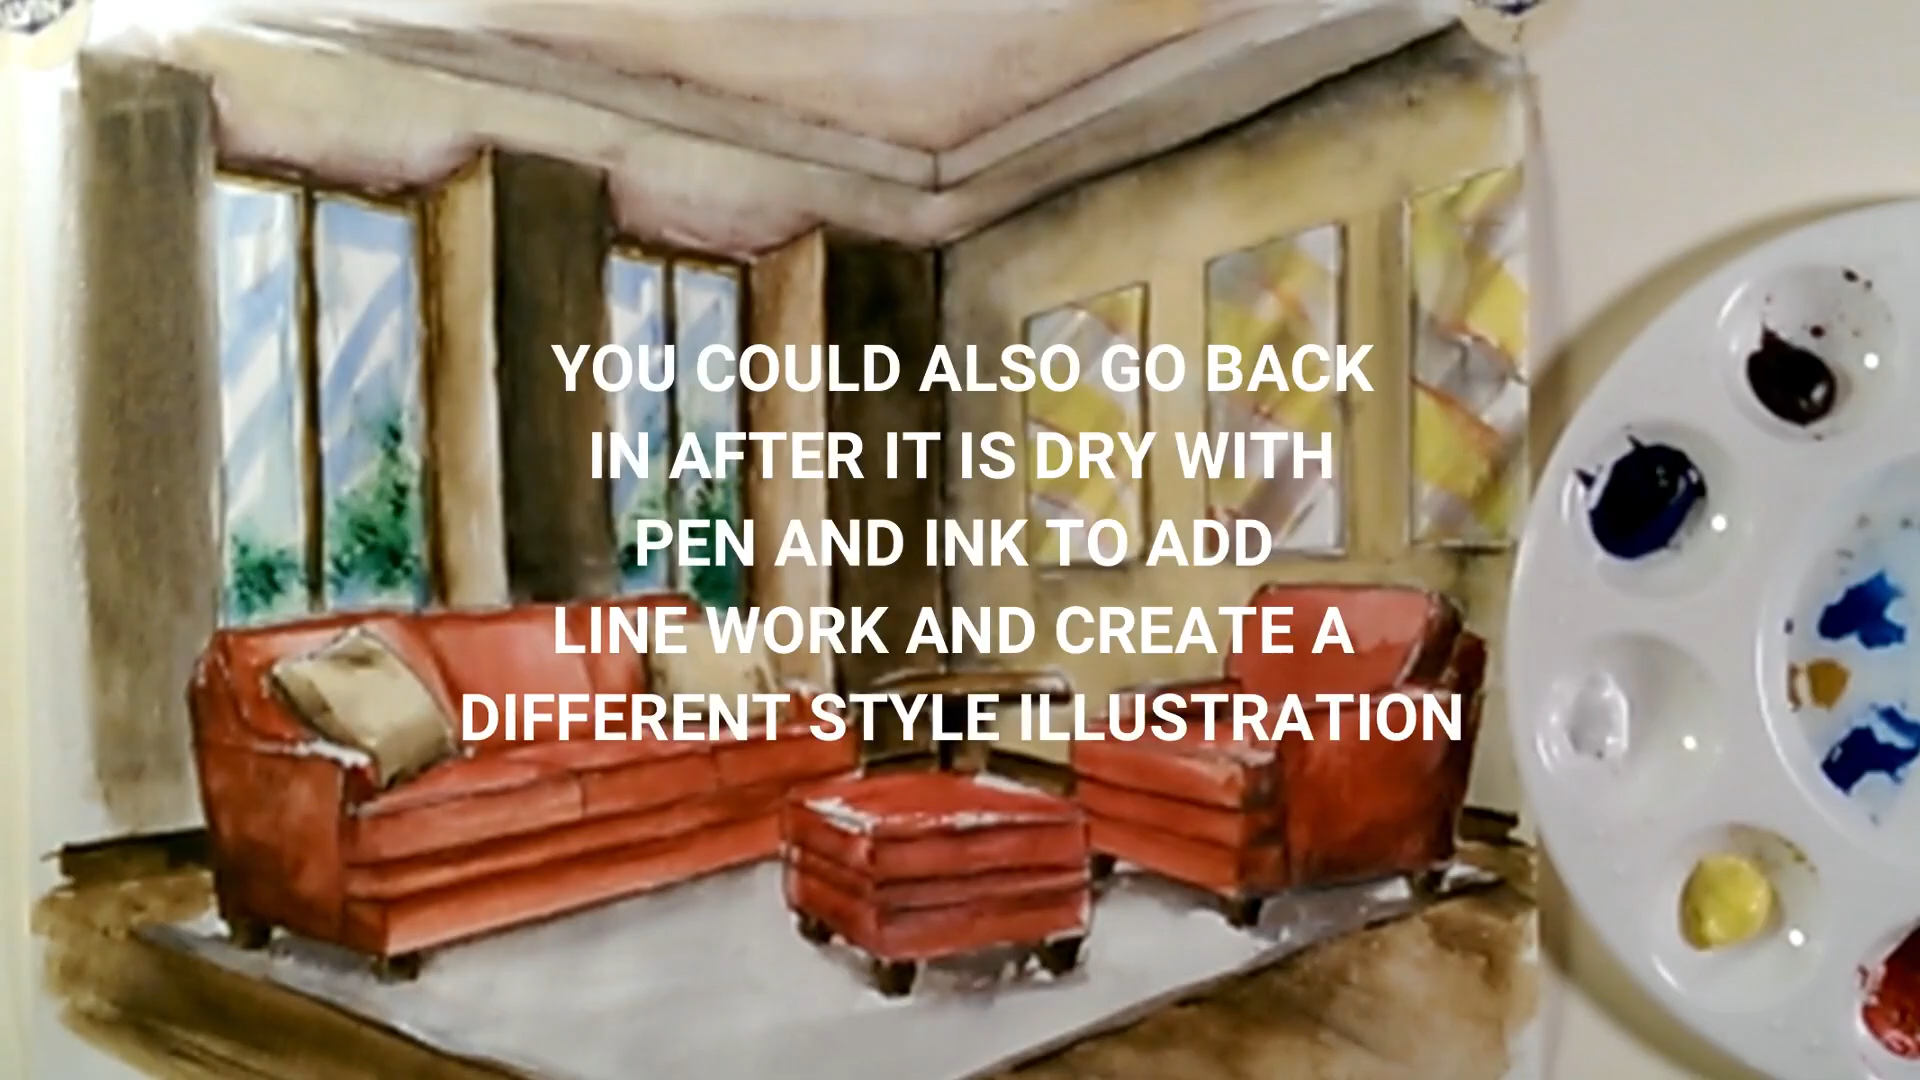 YOU COULD ALSO GO BACK
IN AFTER IT IS DRY WITH
PEN AND INK TO ADD
LINE WORK AND CREATE A
DIFFERENT STYLE ILLUSTRATION